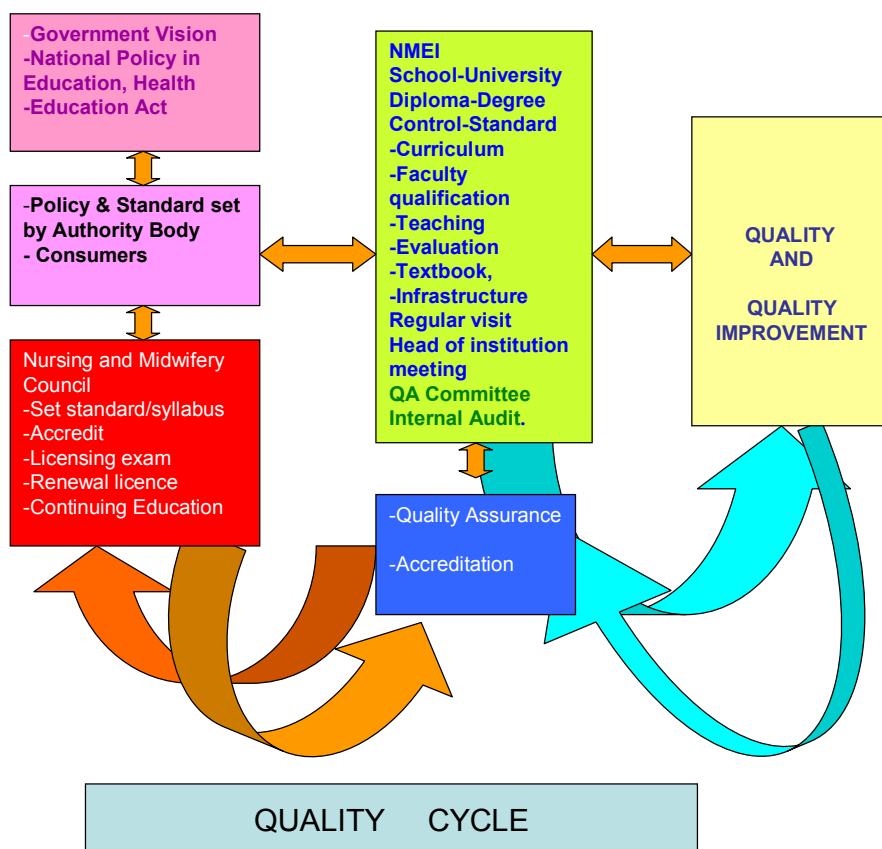 -Government Vision
-National Policy in
Education, Health
-Education Act
-Policy & Standard set
by Authority Body
- Consumers
Nursing and Midwifery
Council
-Set standard/syllabus
-Accredit
-Licensing exam
-Renewal licence
-Continuing Education
NMEI
School-University
Diploma-Degree
Control-Standard
-Curriculum
-Faculty
qualification
-Teaching
-Evaluation
-Textbook,
-Infrastructure
Regular visit
Head of institution
meeting
QA Committee
Internal Audit.
-Quality Assurance
-Accreditation
QUALITY
AND
QUALITY
IMPROVEMENT
QUALITY CYCLE